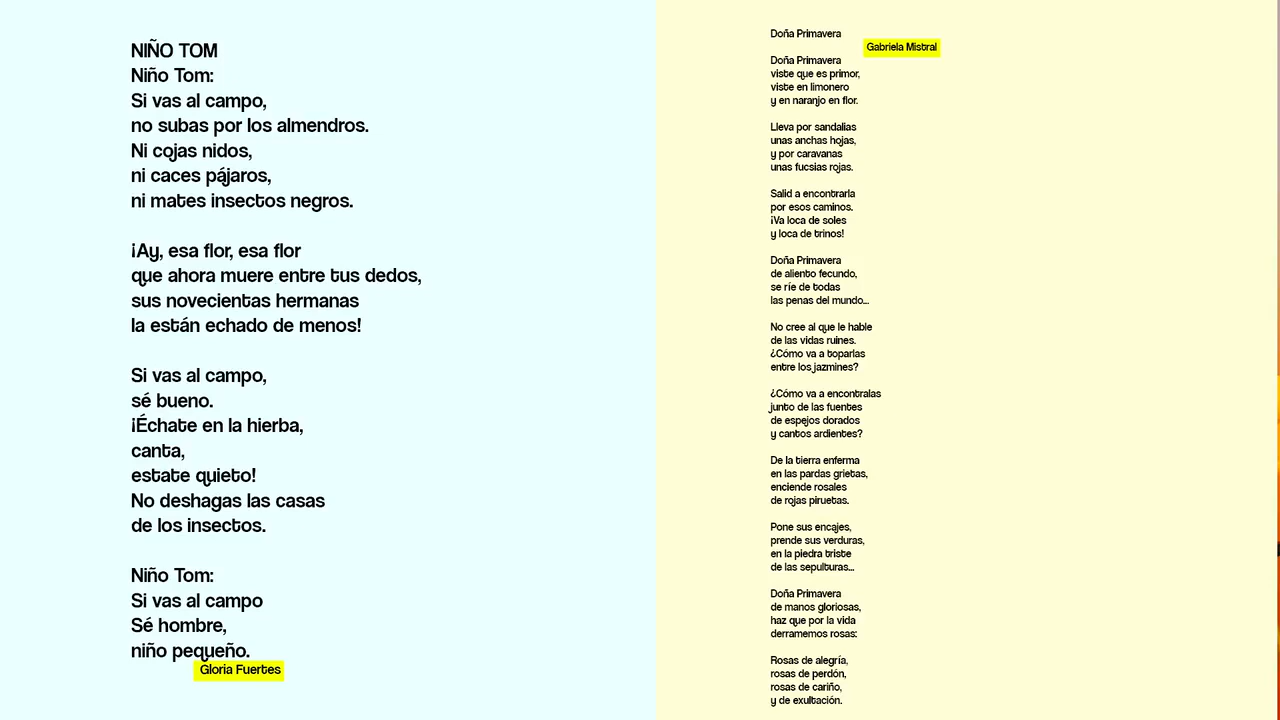 NIÑO TOM
Niño Tom:
Si vas al campo,
no subas por los almendros.
Ni cojas nidos,
ni caces pájaros,
ni mates insectos negros.
¡Ay, esa flor, esa flor
que ahora muere entre tus dedos,
sus novecientas hermanas
la están echado de menos!
Si vas al campo,
sé bueno.
¡Échate en la hierba,
canta,
estate quieto!
No deshagas las casas
de los insectos.
Niño Tom:
Si vas al campo
Sé hombre,
niño pequeño.
Gloria Fuertes
Doña Primavera
Gabriela Mistral
Doña Primavera
viste que es primor,
viste en limonero
y en naranjo en flor.
Lleva por sandalias
unas anchas hojas,
y por caravanas
unas fucsias rojas.
Salid a encontrarla
por esos caminos.
¡Va loca de soles
y loca de trinos!
Doña Primavera
de aliento fecundo,
se ríe de todas
las penas del mundo...
No cree al que le hable
de las vidas ruines.
¿Cómo va a toparlas
entre los jazmines?
¿Cómo va a encontralas
junto de las fuentes
de espejos dorados
y cantos ardientes?
De la tierra enferma
en las pardas grietas,
enciende rosales
de rojas piruetas.
Pone sus encajes,
prende sus verduras,
en la piedra triste
de las sepulturas...
Doña Primavera
de manos gloriosas,
haz que por la vida
derramemos rosas:
Rosas de alegría,
rosas de perdón,
rosas de cariño,
y de exultación.